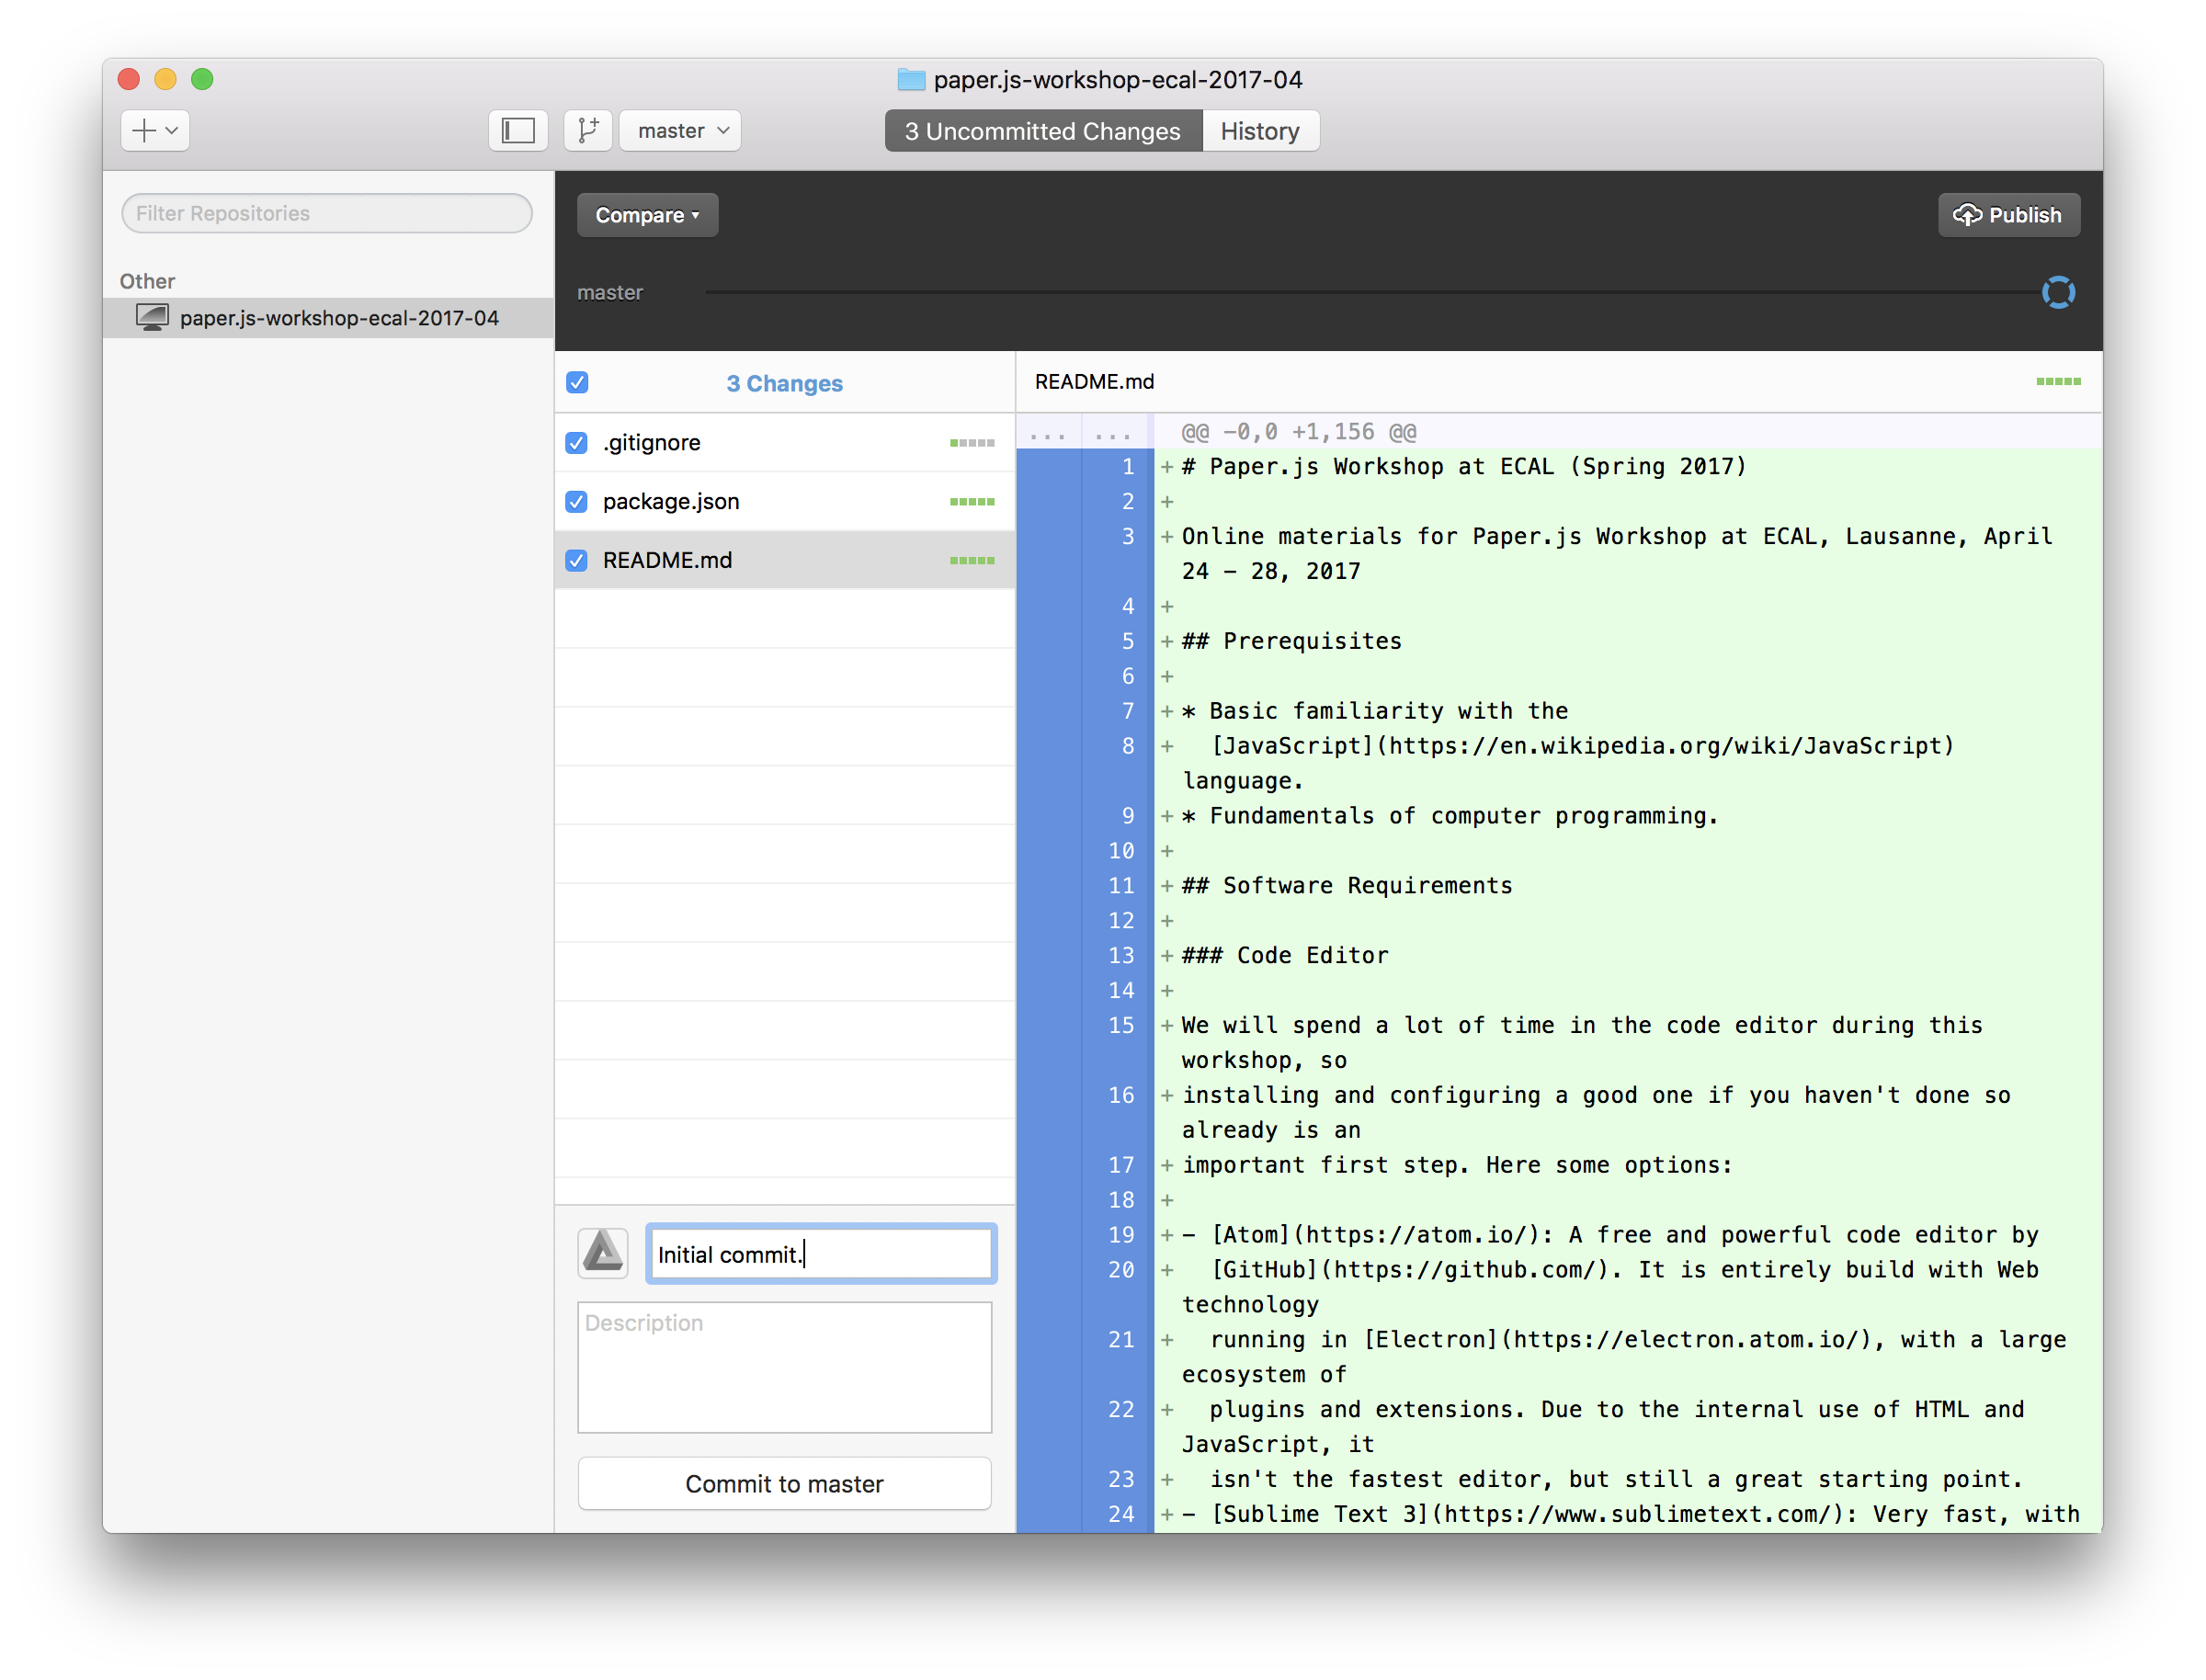 paper.js-workshop-ecal-2017-04
master
3 Uncommitted Changes
History
Filter Repositories
Other
paper.js-workshop-ecal-2017-04
Compare
Publish
master
3 Changes
.gitignore
package.json
README.md
Initial commit.
Description
Commit to master
README.md
... ... @@ -0,0 +1,156 @@
1 +# Paper.js Workshop at ECAL (Spring 2017)
2 +
3 +Online materials for Paper.js Workshop at ECAL, Lausanne, April
24 - 28, 2017
4 +
5 +## Prerequisites
6 +
7 +* Basic familiarity with the
8 +  [JavaScript](https://en.wikipedia.org/wiki/JavaScript)
language.
9 +* Fundamentals of computer programming.
10 +
11 +## Software Requirements
12 +
13 +### Code Editor
14 +
15 +We will spend a lot of time in the code editor during this
workshop, so
16 +installing and configuring a good one if you haven't done so
already is an
17 +important first step. Here some options:
18 +
19 +- [Atom](https://atom.io/): A free and powerful code editor by
20 +  [GitHub](https://github.com/). It is entirely build with Web
technology
21 +  running in [Electron](https://electron.atom.io/), with a large
ecosystem of
22 +  plugins and extensions. Due to the internal use of HTML and
JavaScript, it
23 +  isn't the fastest editor, but still a great starting point.
24 +- [Sublime Text 3](https://www.sublimetext.com/): Very fast, with